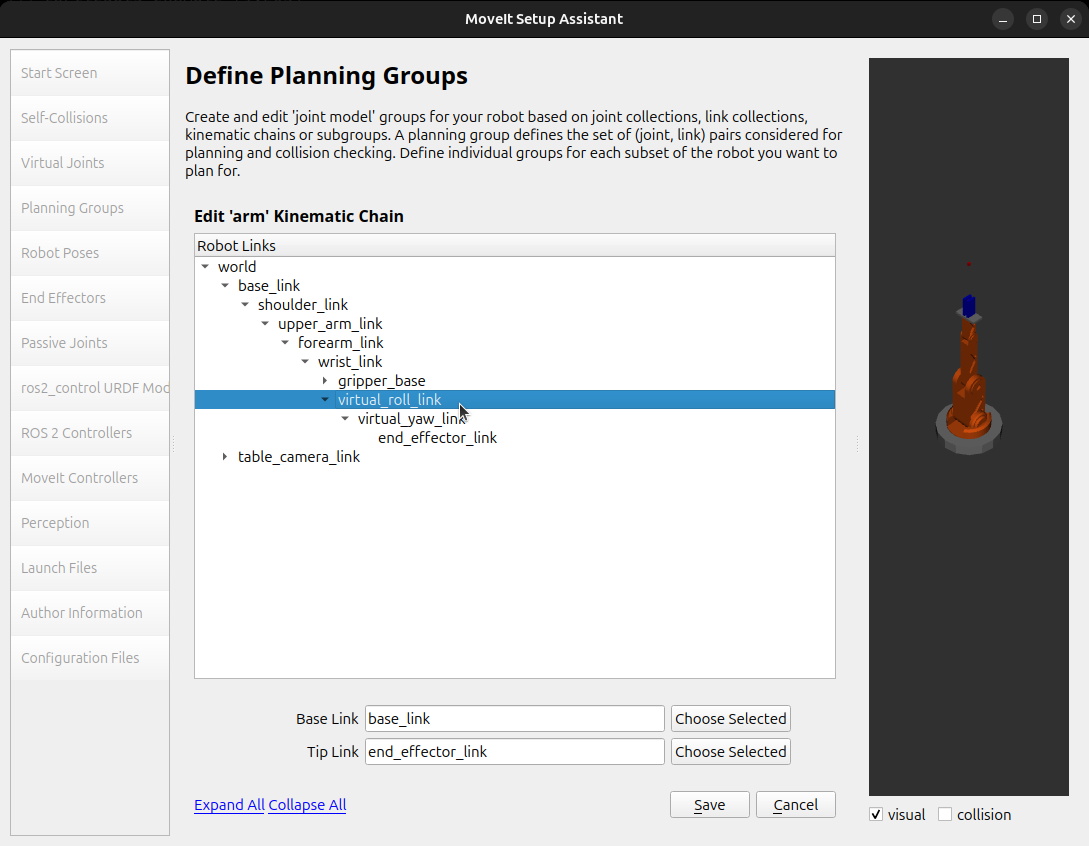 MoveIt Setup Assistant
Start Screen
Self-Collisions
Virtual Joints
Planning Groups
Robot Poses
End Effectors
Passive Joints
ros2_control URDF Mod
ROS 2 Controllers
MoveIt Controllers
Perception
Launch Files
Author Information
Configuration Files
Define Planning Groups
Create and edit 'joint model' groups for your robot based on joint collections, link collections,
kinematic chains or subgroups. A planning group defines the set of (joint, link) pairs considered for
planning and collision checking. Define individual groups for each subset of the robot you want to
plan for.
Edit 'arm' Kinematic Chain
Robot Links
world
base_link
shoulder_link
upper_arm_link
forearm_link
wrist_link
gripper_base
virtual_roll_link
virtual_yaw_link
end_effector_link
table_camera_link
Base Link base_link Choose Selected
Tip Link end_effector_link Choose Selected
Expand All Collapse All Save Cancel
visual collision